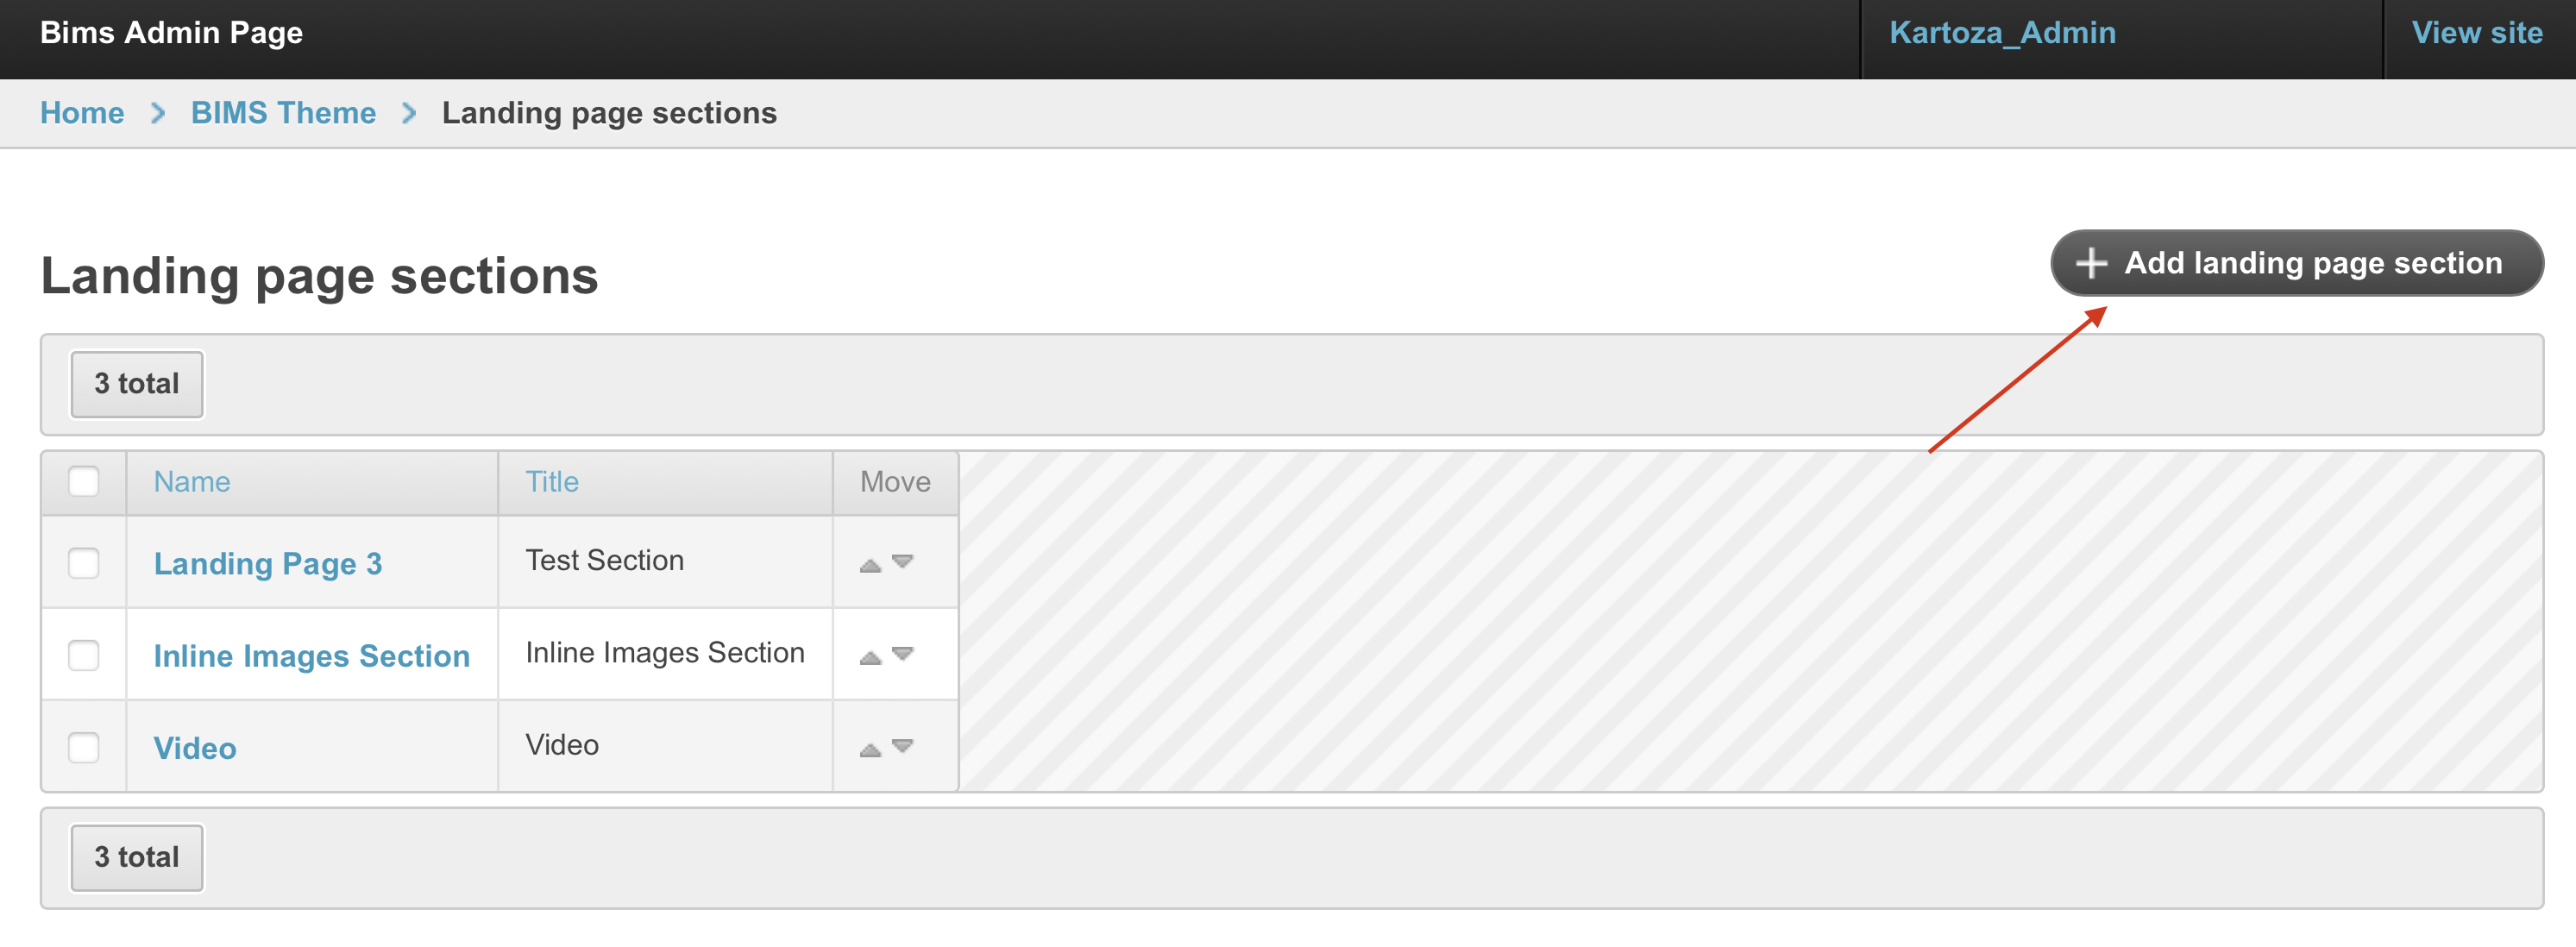 Bims Admin Page Kartoza_Admin View site
Home BIMS Theme Landing page sections
Landing page sections
Add landing page section
3 total
Name Title Move
Landing Page 3 Test Section
Inline Images Section Inline Images Section
Video Video
3 total